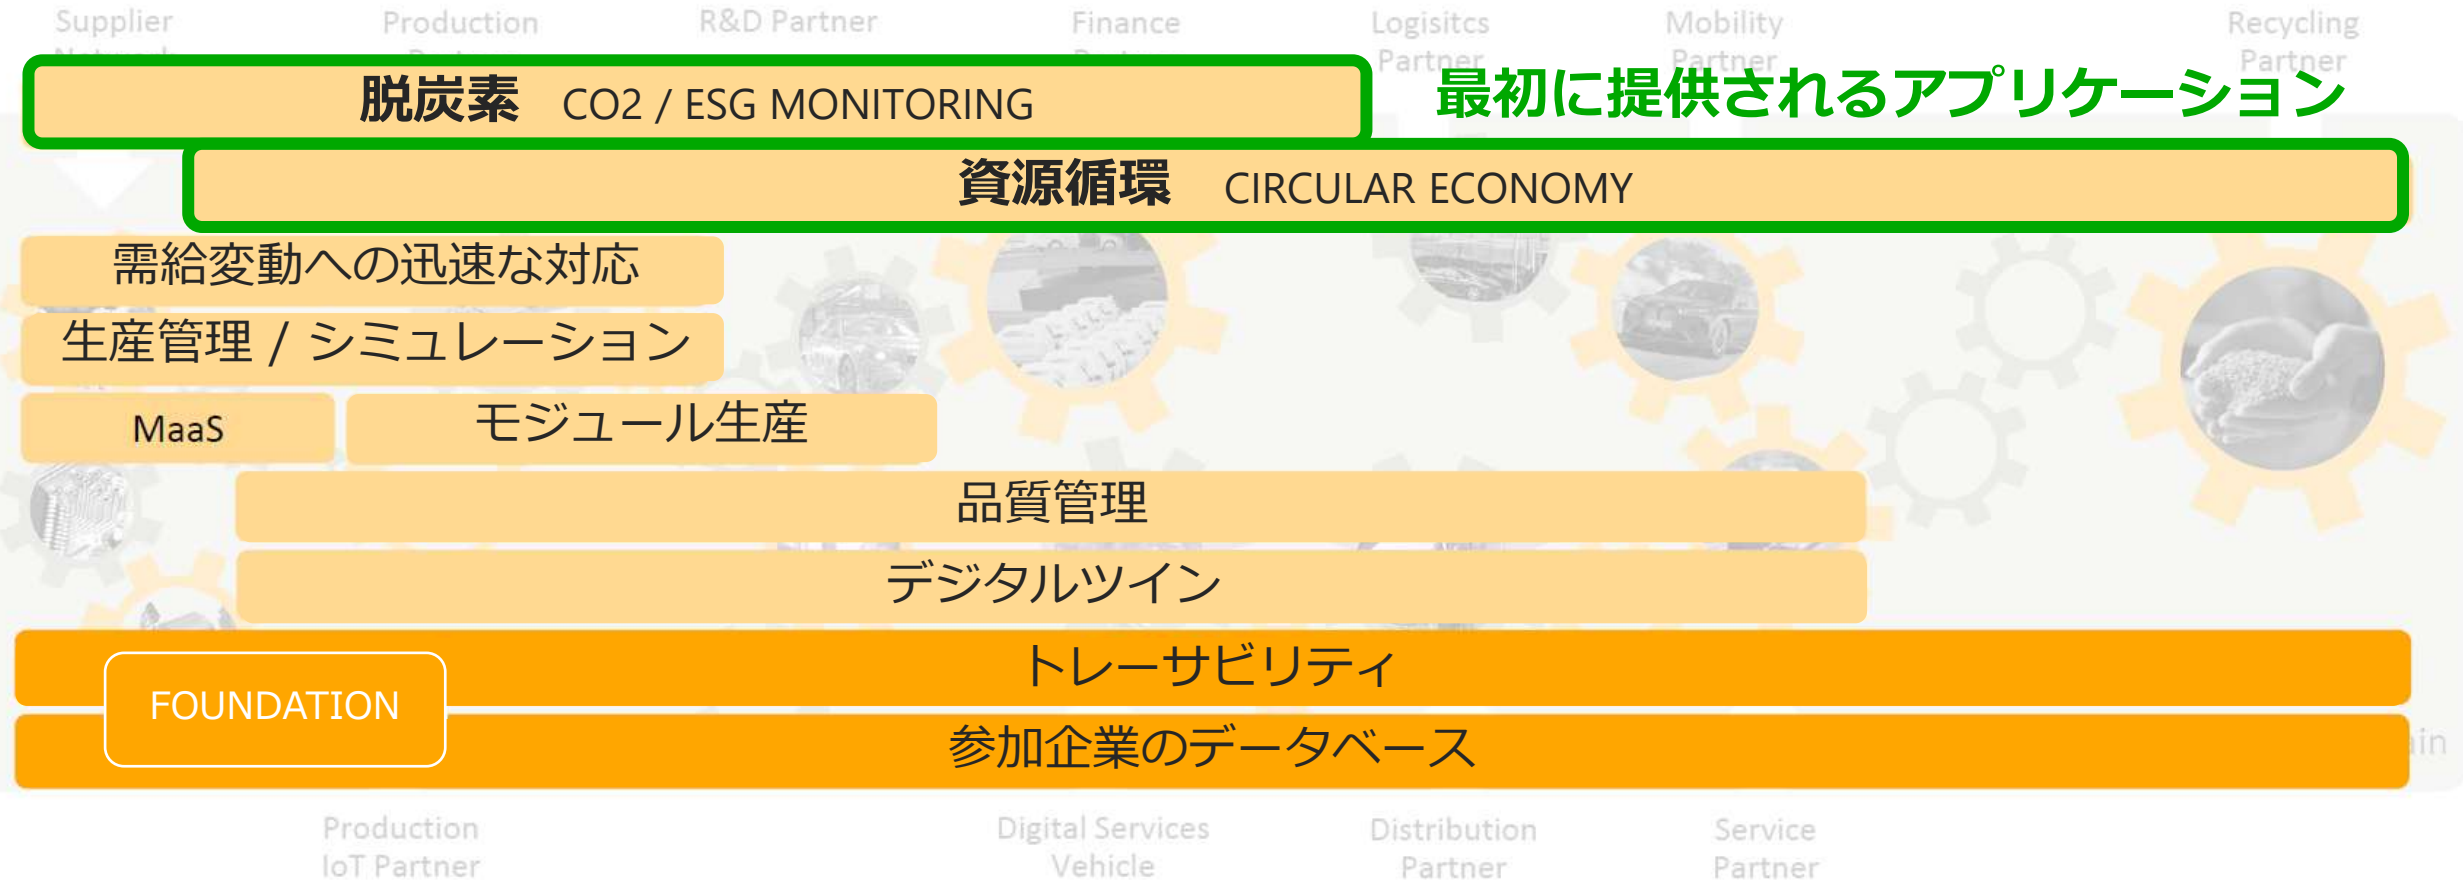 Supplier
Production
R&D Partner
Finance
Logisitcs
Partner
Mobility
Partner
Recycling
Partner
脱炭素 CO2 / ESG MONITORING
最初に提供されるアプリケーション
資源循環 CIRCULAR ECONOMY
需給変動への迅速な対応
生産管理 / シミュレーション
MaaS
モジュール生産
品質管理
デジタルツイン
トレーサビリティ
FOUNDATION
参加企業のデータベース
Production
IoT Partner
Digital Services
Vehicle
Distribution
Partner
Service
Partner